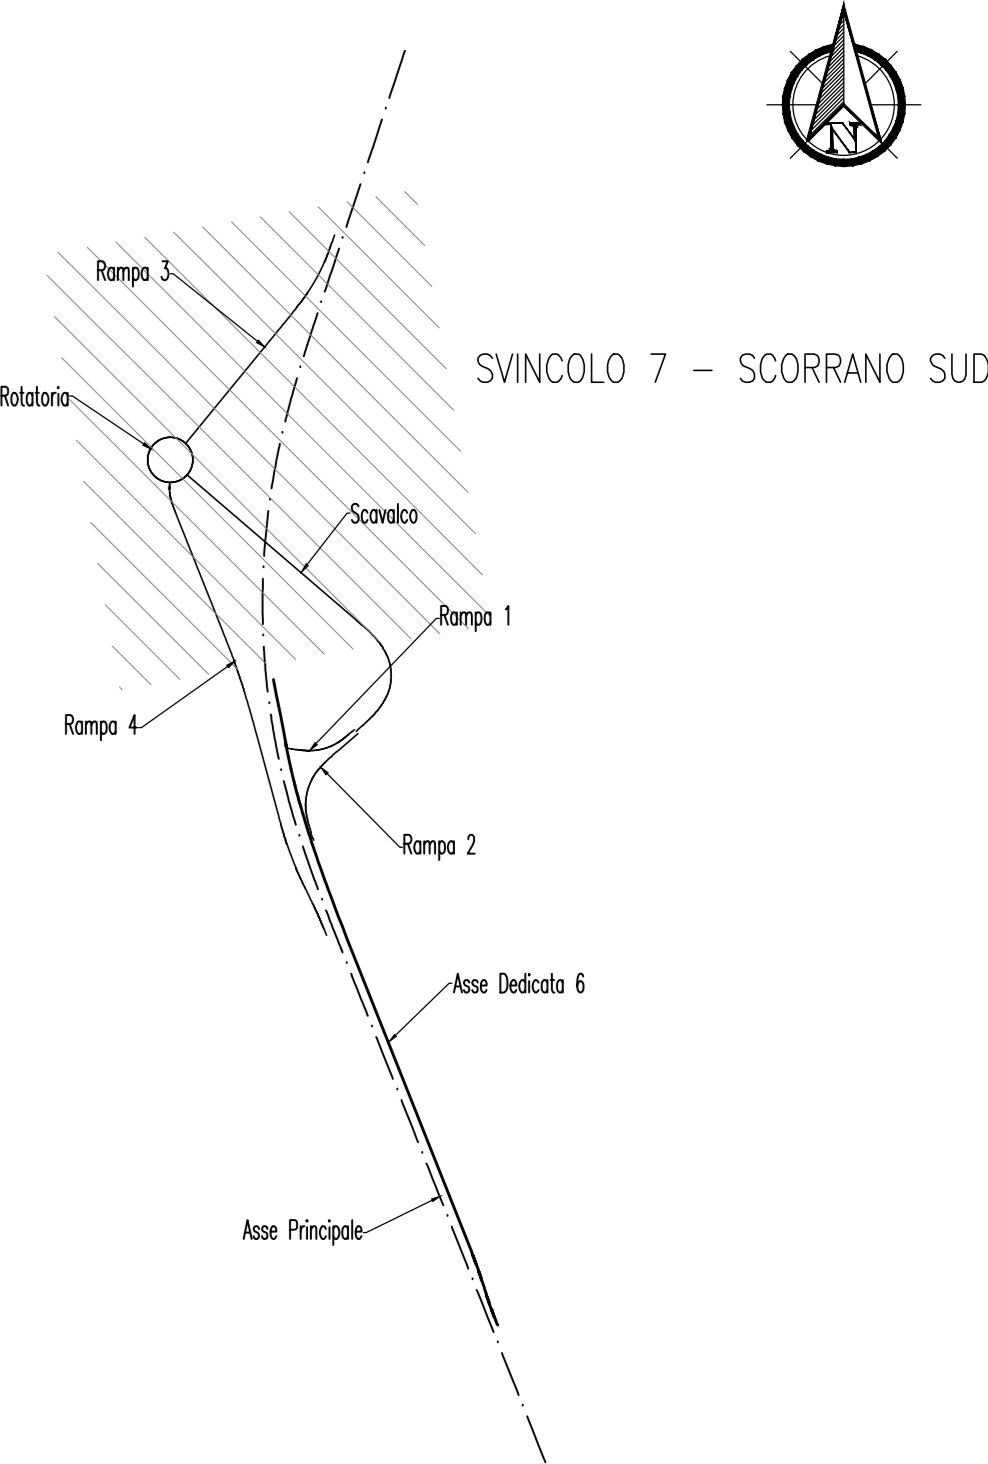 N
Rampa 3
SVINCOLO 7 - SCORRANO SUD
Rotatoria
Scavalco
Rampa 1
Rampa 4
Rampa 2
Asse Dedicata 6
Asse Principale